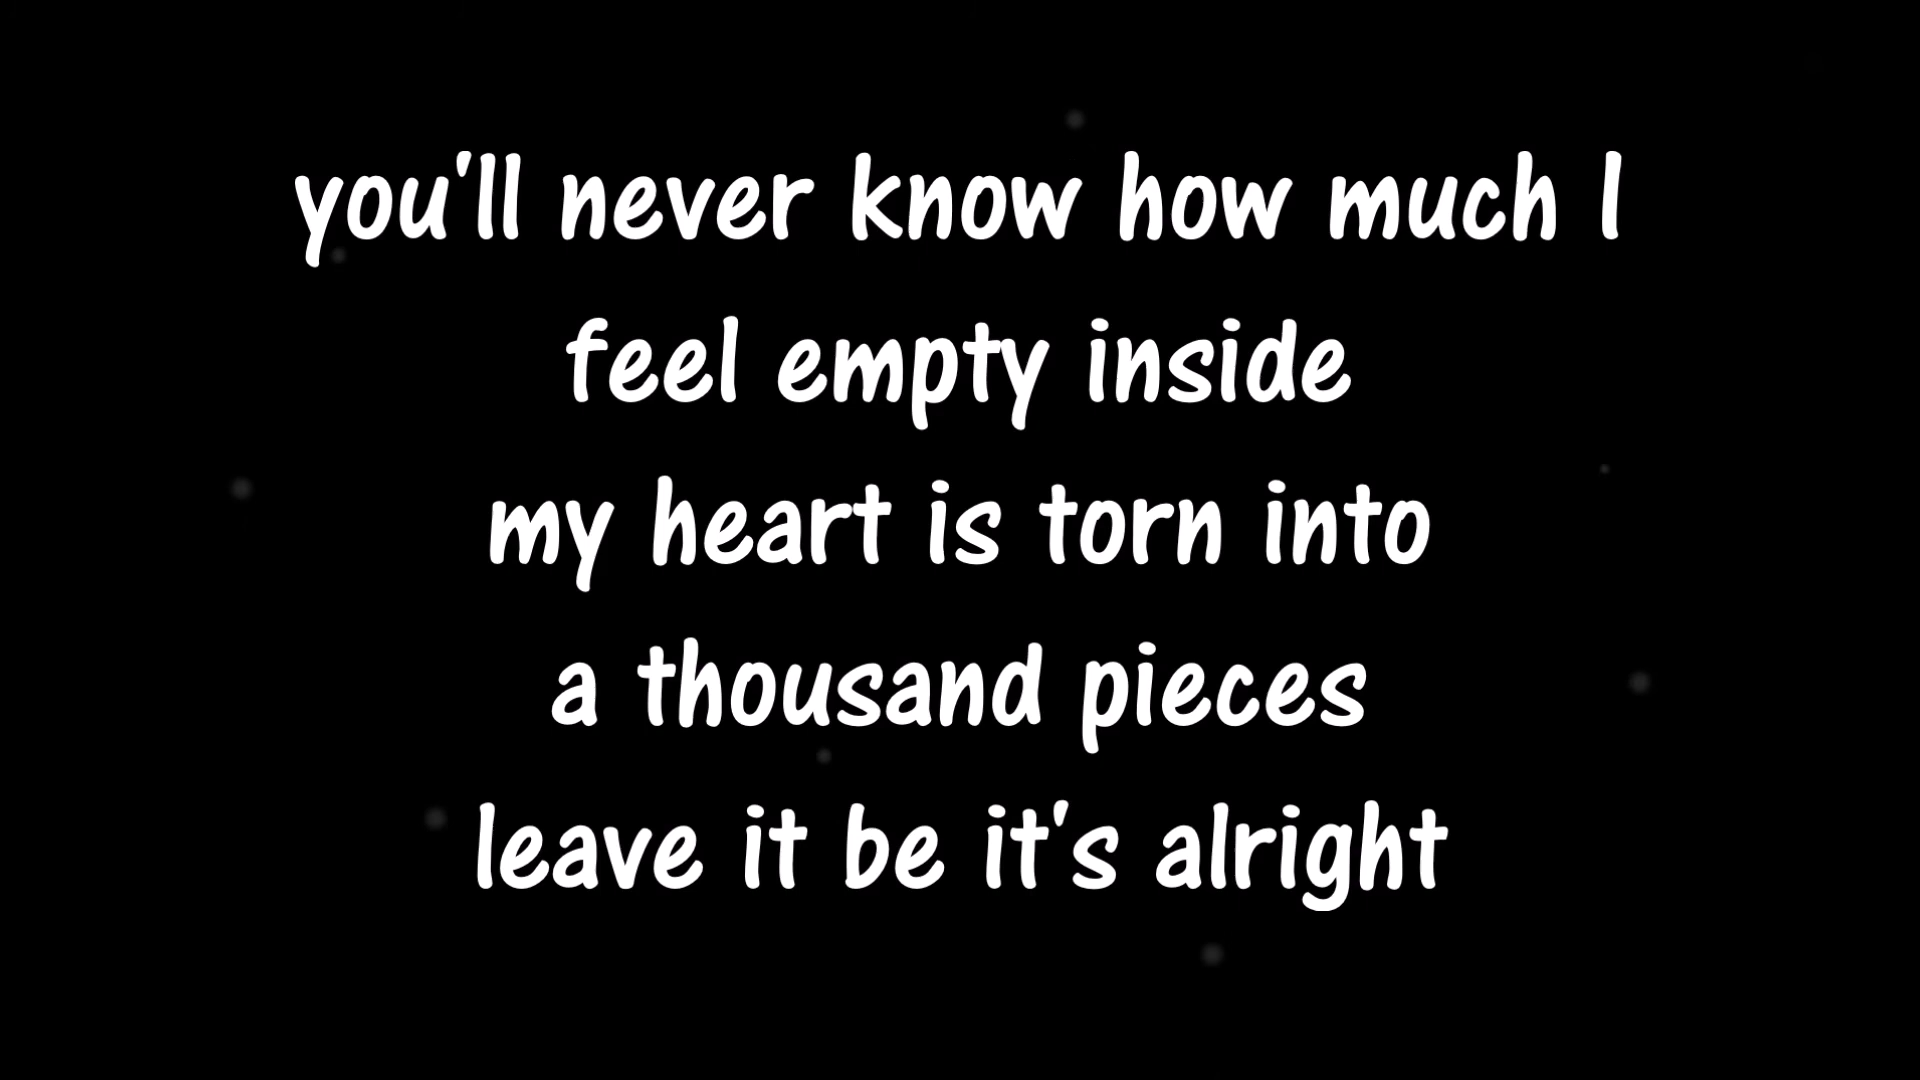 you'll never know how much I
feel empty inside
my heart is torn into
a thousand pieces
leave it be it's alright